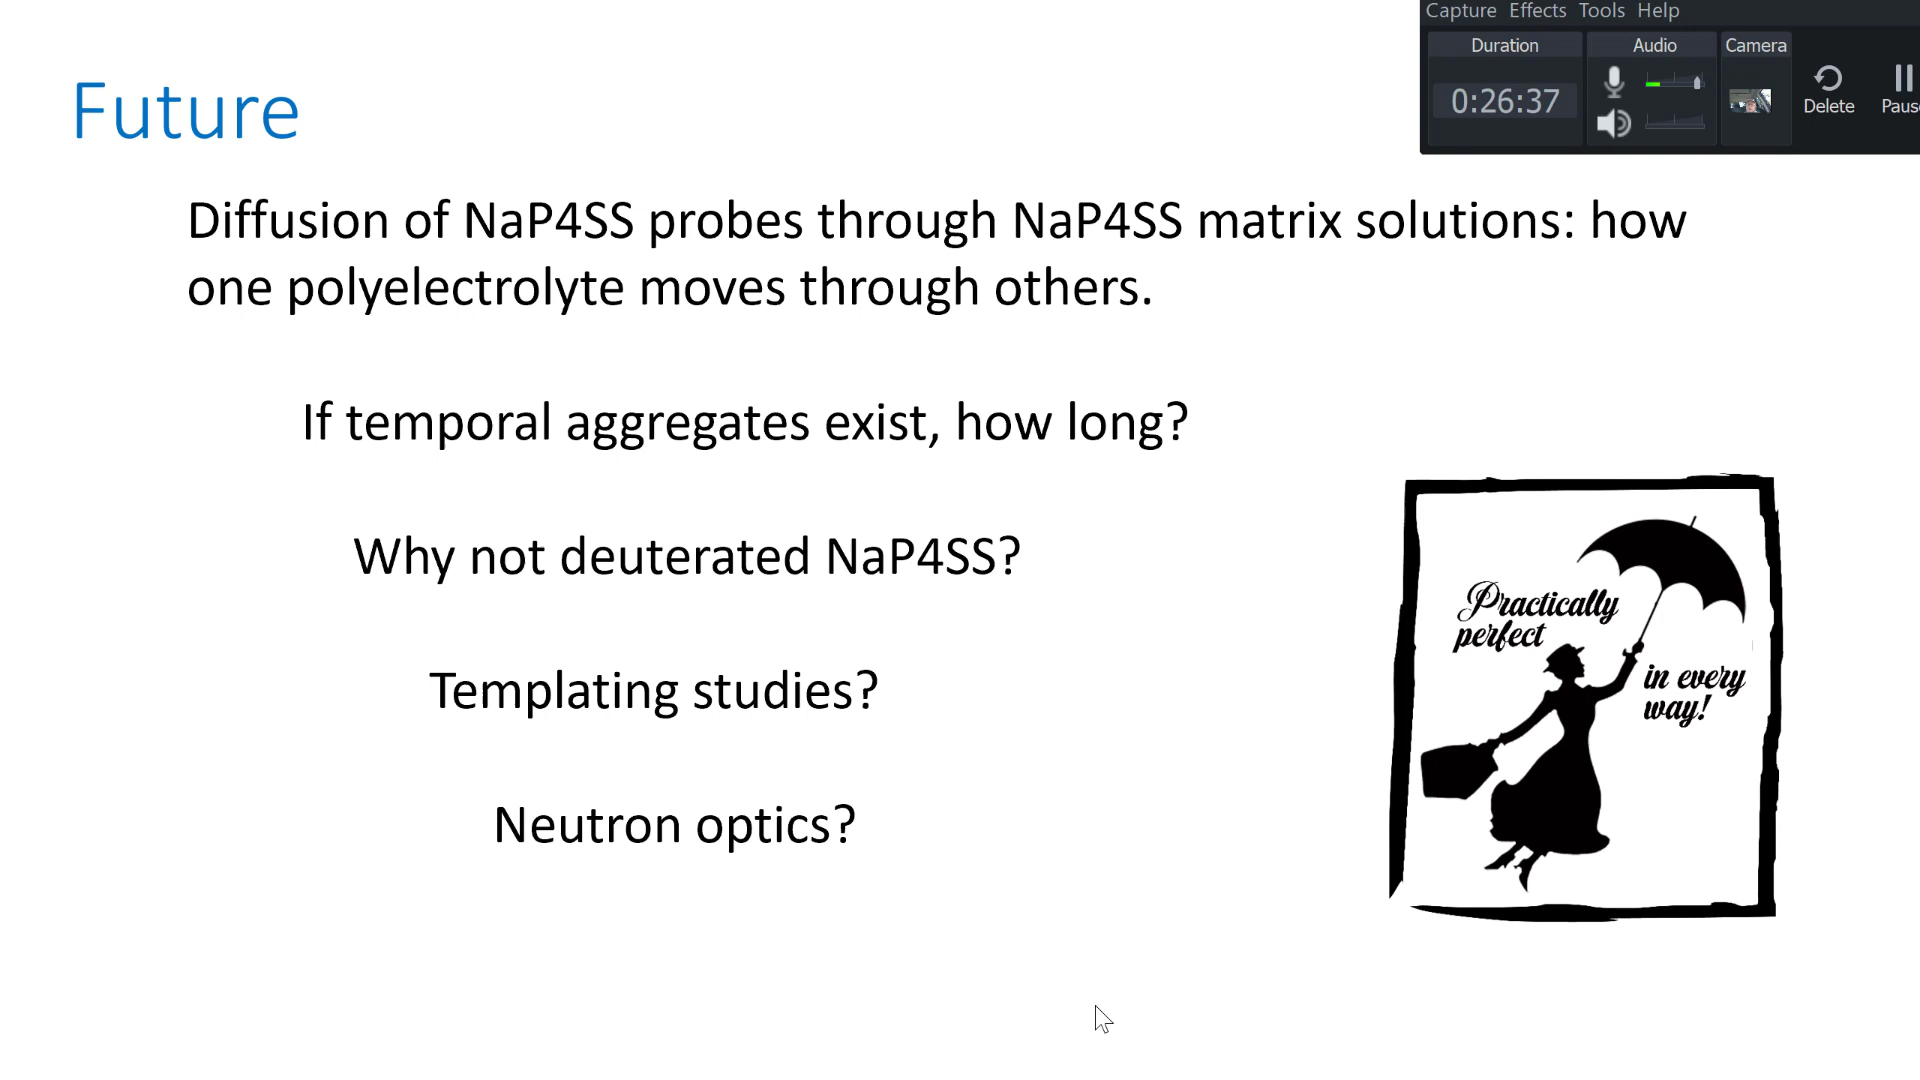 Capture Effects Tools Help
Duration Audio Camera
0:26:37
Delete Paus
Future
Diffusion of NaP4SS probes through NaP4SS matrix solutions: how
one polyelectrolyte moves through others.
If temporal aggregates exist, how long?
Why not deuterated NaP4SS?
Templating studies?
Neutron optics?
Practically
perfect
in every
way!